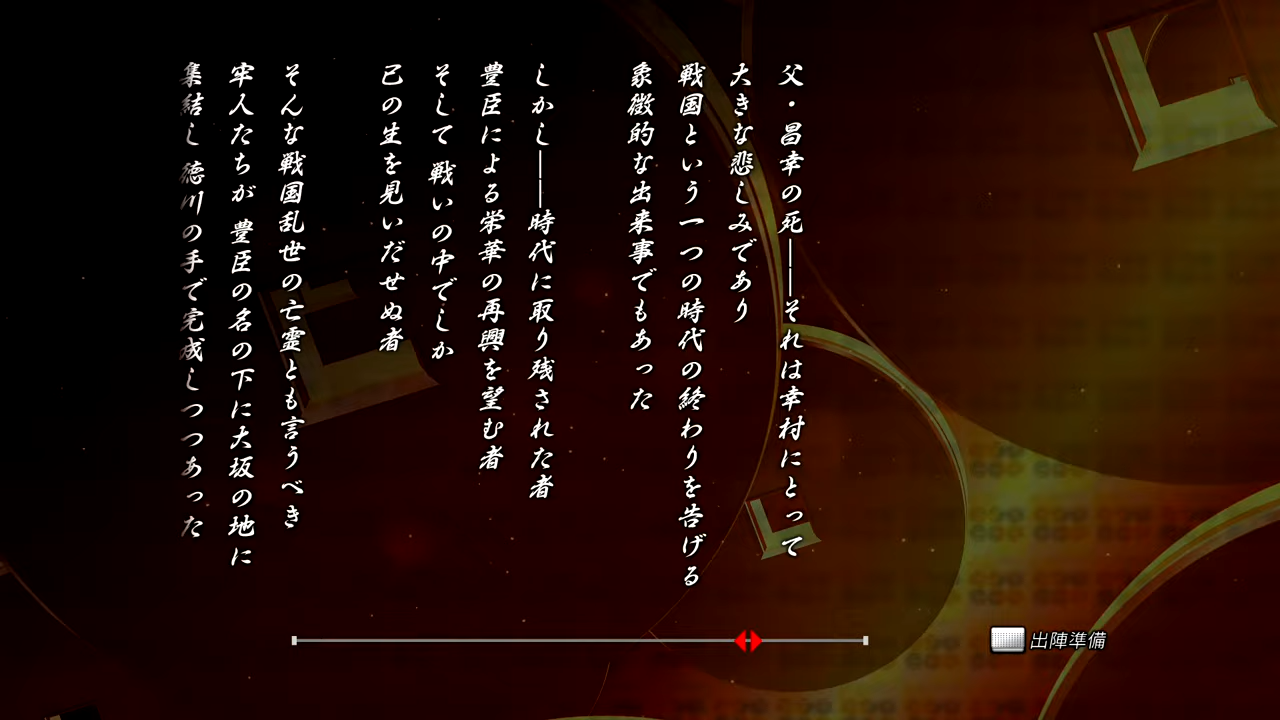 父・昌幸の死――それは幸村にとって
大きな悲しみであり
戦国という一つの時代の終わりを告げる
象徴的な出来事でもあった
しかし――時代に取り残された者
豊臣による栄華の再興を望む者
そして 戦いの中でしか
己の生を見いだせぬ者
そんな戦国乱世の亡霊とも言うべき
牢人たちが 豊臣の名の下に大坂の地に
集結し 徳川の手で完成しつつあった
出陣準備